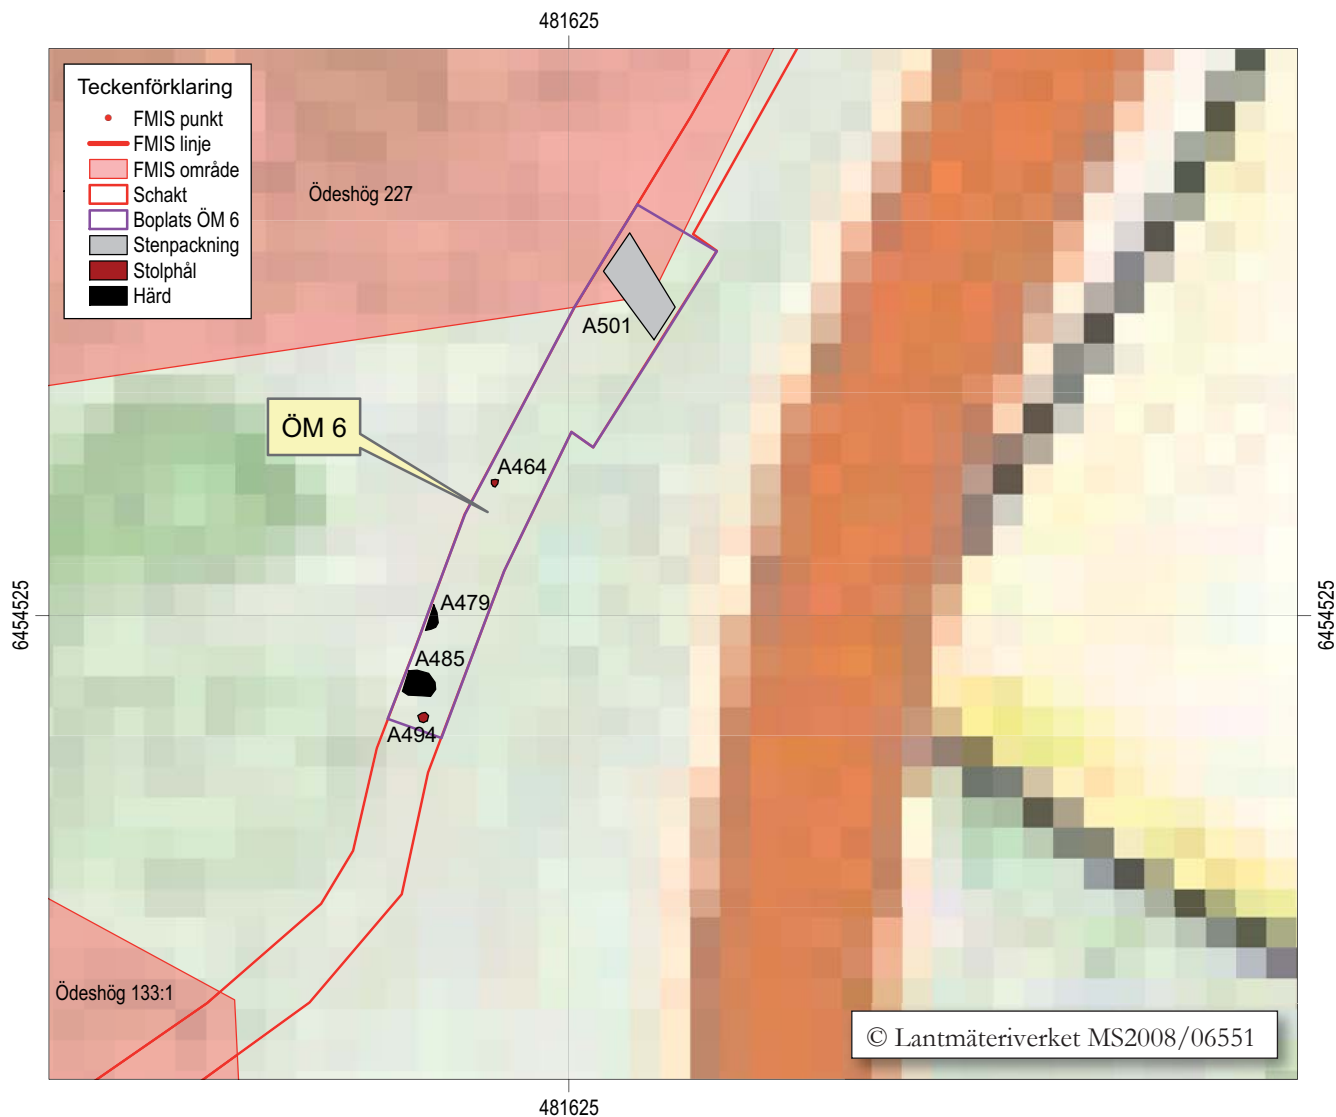 481625
Teckenförklaring
FMIS punkt
FMIS linje
FMIS område
Schakt
Boplats ÖM 6
Stenpackning
Stolphål
Härd
Ödeshög 227
A501
ÖM 6
A464
6454525
6454525
A479
A485
A494
Ödeshög 133:1
© Lantmäteriverket MS2008/06551
481625